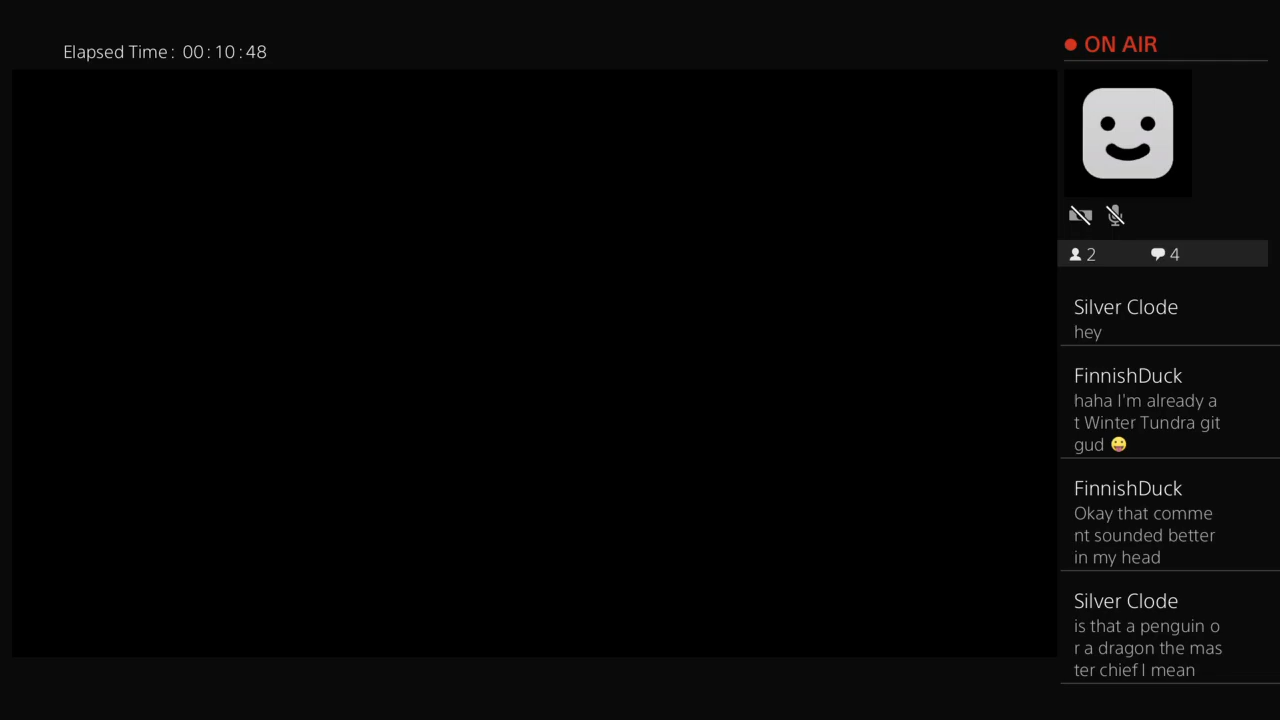 Elapsed Time: 00:10:48
ON AIR
2 4
Silver Clode
hey
FinnishDuck
haha I'm already a
t Winter Tundra git
gud 😀
FinnishDuck
Okay that comme
nt sounded better
in my head
Silver Clode
is that a penguin o
r a dragon the mas
ter chief I mean